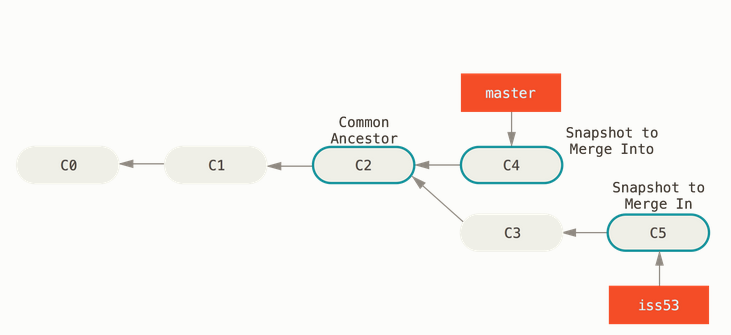 master
Common
Ancestor
Snapshot to
Merge Into
C0
C1
C2
C4
Snapshot to
Merge In
C3
C5
iss53